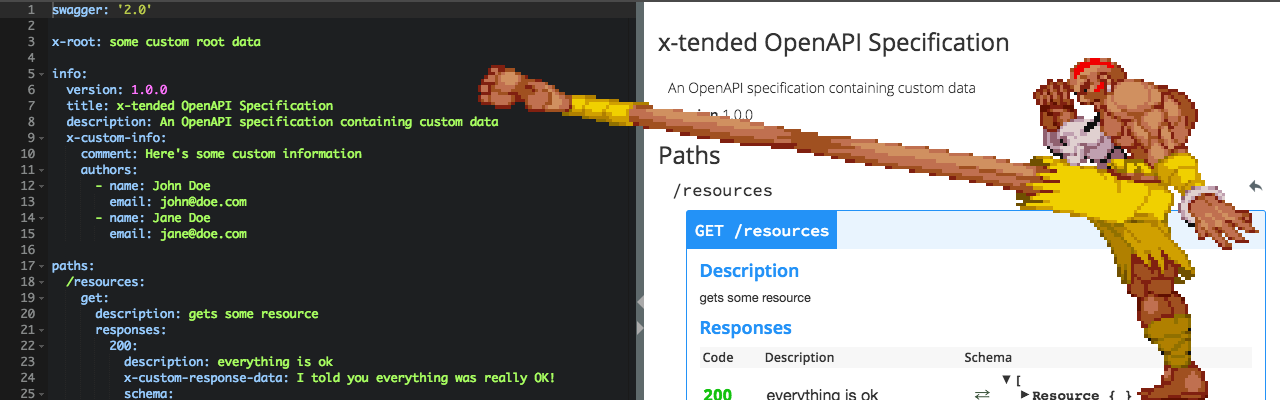 1 swagger: '2.0'
2
3 x-root: some custom root data
4
5 info:
6 version: 1.0.0
7 title: x-tended OpenAPI Specification
8 description: An OpenAPI specification containing custom data
9 x-custom-info:
10 comment: Here's some custom information
11 authors:
12 - name: John Doe
13 email: john@doe.com
14 - name: Jane Doe
15 email: jane@doe.com
16
17 paths:
18 /resources:
19 get:
20 description: gets some resource
21 responses:
22 200:
23 description: everything is ok
24 x-custom-response-data: I told you everything was really OK!
25 schema:
x-tended OpenAPI Specification
An OpenAPI specification containing custom data
1.0.0
Paths
/resources
GET /resources
Description
gets some resource
Responses
Code Description Schema
200 everything is ok ⇄ ▼ [
▶ Resource { }